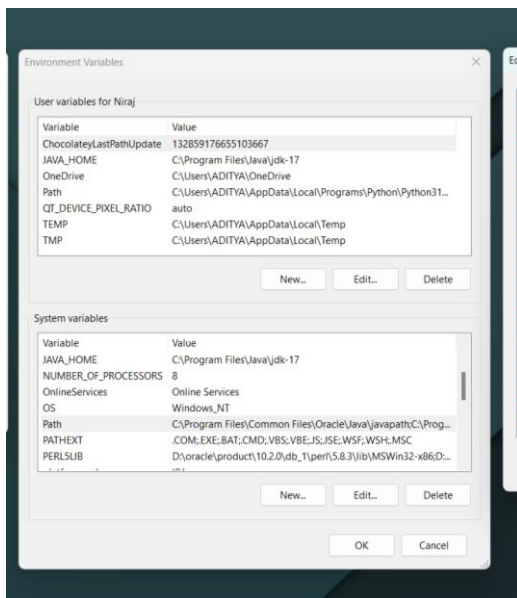 Environment Variables
Ed
User variables for Niraj
Variable Value
ChocolateyLastPathUpdate 132859176655103667
JAVA_HOME C:\Program Files\Java\jdk-17
OneDrive C:\Users\ADITYA\OneDrive
Path C:\Users\ADITYA\AppData\Local\Programs\Python\Python31...
QT_DEVICE_PIXEL_RATIO auto
TEMP C:\Users\ADITYA\AppData\Local\Temp
TMP C:\Users\ADITYA\AppData\Local\Temp
New... Edit... Delete
System variables
Variable Value
JAVA_HOME C:\Program Files\Java\jdk-17
NUMBER_OF_PROCESSORS 8
OnlineServices Online Services
OS Windows_NT
Path C:\Program Files\Common Files\Oracle\Java\javapath;C:\Prog...
PATHEXT .COM;.EXE;.BAT;.CMD;.VBS;.VBE;.JS;.JSE;.WSF;.WSH;.MSC
PERL5LIB D:\oracle\product\10.2.0\db_1\perl\5.8.3\lib\MSWin32-x86;D:...
New... Edit... Delete
OK Cancel